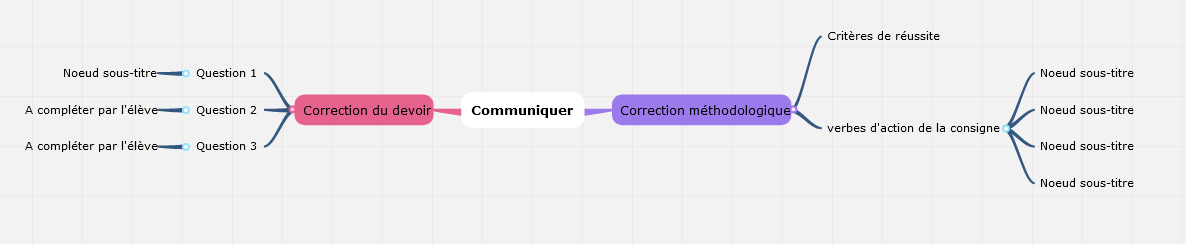 Communiquer
Correction du devoir
Question 1
Noeud sous-titre
Question 2
A compléter par l'élève
Question 3
A compléter par l'élève
Correction méthodologique
Critères de réussite
verbes d'action de la consigne
Noeud sous-titre
Noeud sous-titre
Noeud sous-titre
Noeud sous-titre